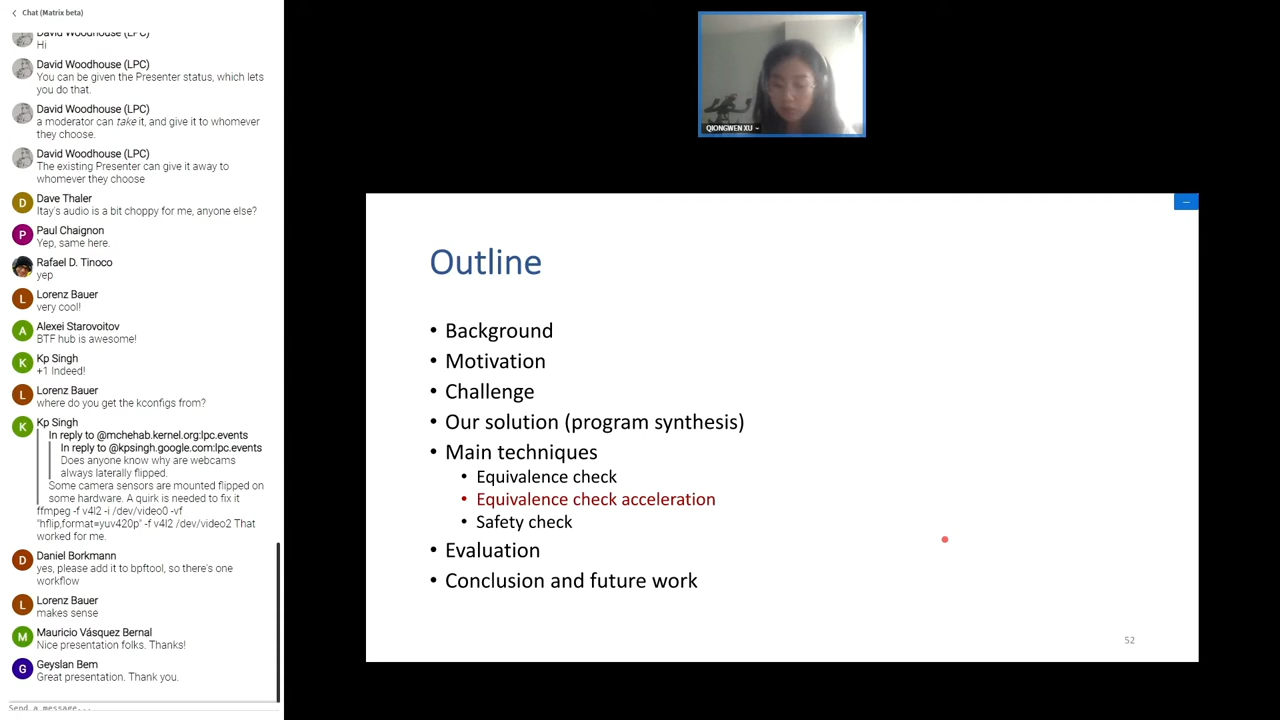 Chat (Matrix beta)
David Woodhouse (LPC)
Hi
David Woodhouse (LPC)
You can be given the Presenter status, which lets
you do that.
David Woodhouse (LPC)
a moderator can take it, and give it to whomever
they choose.
David Woodhouse (LPC)
The existing Presenter can give it away to
whomever they choose
D
Dave Thaler
Itay's audio is a bit choppy for me, anyone else?
P
Paul Chaignon
Yep, same here.
Rafael D. Tinoco
yep
L
Lorenz Bauer
very cool!
A
Alexei Starovoitov
BTF hub is awesome!
K
Kp Singh
+1 Indeed!
L
Lorenz Bauer
where do you get the kconfigs from?
K
Kp Singh
In reply to @mchehab.kernel.org:lpc.events
In reply to @kpsingh.google.com:lpc.events
Does anyone know why are webcams
always laterally flipped.
Some camera sensors are mounted flipped on
some hardware. A quirk is needed to fix it
ffmpeg -f v4l2 -i /dev/video0 -vf
"hflip,format=yuv420p" -f v4l2 /dev/video2 That
worked for me.
D
Daniel Borkmann
yes, please add it to bpftool, so there's one
workflow
L
Lorenz Bauer
makes sense
M
Mauricio Vásquez Bernal
Nice presentation folks. Thanks!
G
Geyslan Bem
Great presentation. Thank you.
Send a message...
QIONGWEN XU
Outline
• Background
• Motivation
• Challenge
• Our solution (program synthesis)
• Main techniques
• Equivalence check
• Equivalence check acceleration
• Safety check
• Evaluation
• Conclusion and future work
52